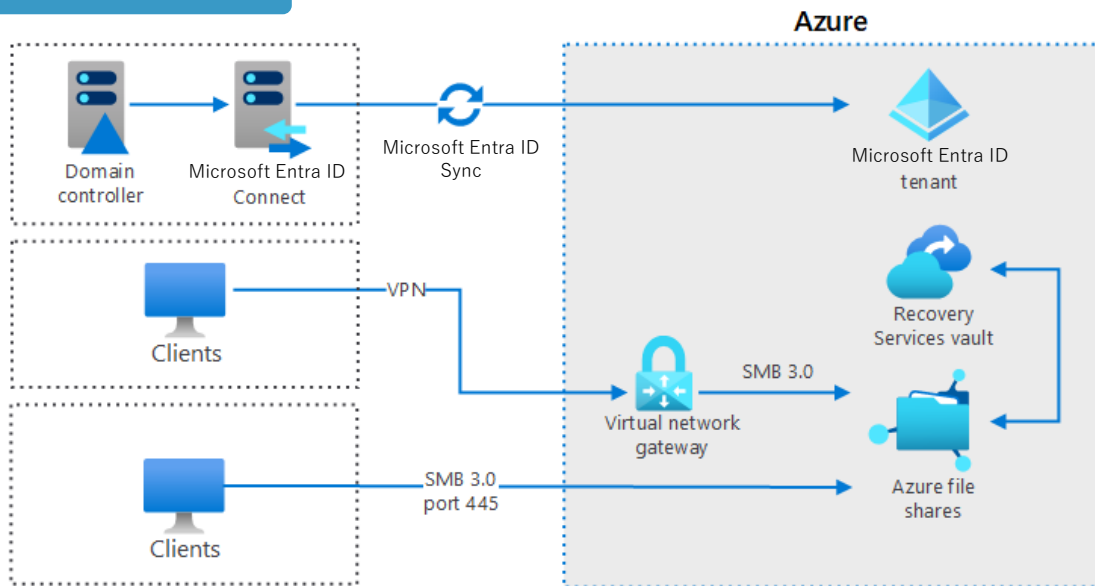 Azure
Domain
controller
Microsoft Entra ID
Connect
Microsoft Entra ID
Sync
Microsoft Entra ID
tenant
Clients
VPN
Recovery
Services vault
Virtual network
gateway
SMB 3.0
Clients
SMB 3.0
port 445
Azure file
shares